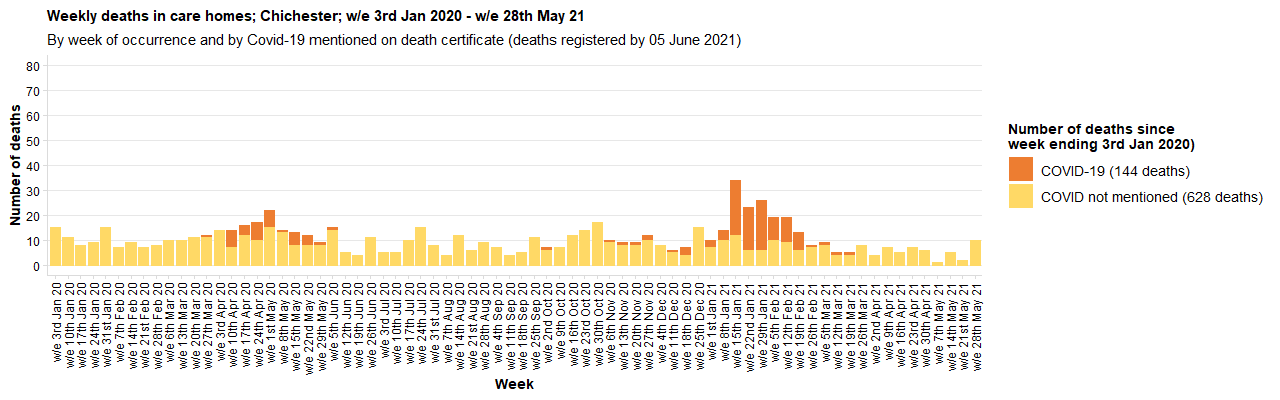 Weekly deaths in care homes; Chichester; w/e 3rd Jan 2020 - w/e 28th May 21
By week of occurrence and by Covid-19 mentioned on death certificate (deaths registered by 05 June 2021)
Number of deaths
80
70
60
50
40
30
20
10
0
w/e 3rd Jan 20
w/e 10th Jan 20
w/e 17th Jan 20
w/e 24th Jan 20
w/e 31st Jan 20
w/e 7th Feb 20
w/e 14th Feb 20
w/e 21st Feb 20
w/e 28th Feb 20
w/e 6th Mar 20
w/e 13th Mar 20
w/e 20th Mar 20
w/e 27th Mar 20
w/e 3rd Apr 20
w/e 10th Apr 20
w/e 17th Apr 20
w/e 24th Apr 20
w/e 1st May 20
w/e 8th May 20
w/e 15th May 20
w/e 22nd May 20
w/e 29th May 20
w/e 5th Jun 20
w/e 12th Jun 20
w/e 19th Jun 20
w/e 26th Jun 20
w/e 3rd Jul 20
w/e 10th Jul 20
w/e 17th Jul 20
w/e 24th Jul 20
w/e 31st Jul 20
w/e 7th Aug 20
w/e 14th Aug 20
w/e 21st Aug 20
w/e 28th Aug 20
w/e 4th Sep 20
w/e 11th Sep 20
w/e 18th Sep 20
w/e 25th Sep 20
w/e 2nd Oct 20
w/e 9th Oct 20
w/e 16th Oct 20
w/e 23rd Oct 20
w/e 30th Oct 20
w/e 6th Nov 20
w/e 13th Nov 20
w/e 20th Nov 20
w/e 27th Nov 20
w/e 4th Dec 20
w/e 11th Dec 20
w/e 18th Dec 20
w/e 25th Dec 20
w/e 1st Jan 21
w/e 8th Jan 21
w/e 15th Jan 21
w/e 22nd Jan 21
w/e 29th Jan 21
w/e 5th Feb 21
w/e 12th Feb 21
w/e 19th Feb 21
w/e 26th Feb 21
w/e 5th Mar 21
w/e 12th Mar 21
w/e 19th Mar 21
w/e 26th Mar 21
w/e 2nd Apr 21
w/e 9th Apr 21
w/e 16th Apr 21
w/e 23rd Apr 21
w/e 30th Apr 21
w/e 7th May 21
w/e 14th May 21
w/e 21st May 21
w/e 28th May 21
Week
Number of deaths since
week ending 3rd Jan 2020)
COVID-19 (144 deaths)
COVID not mentioned (628 deaths)